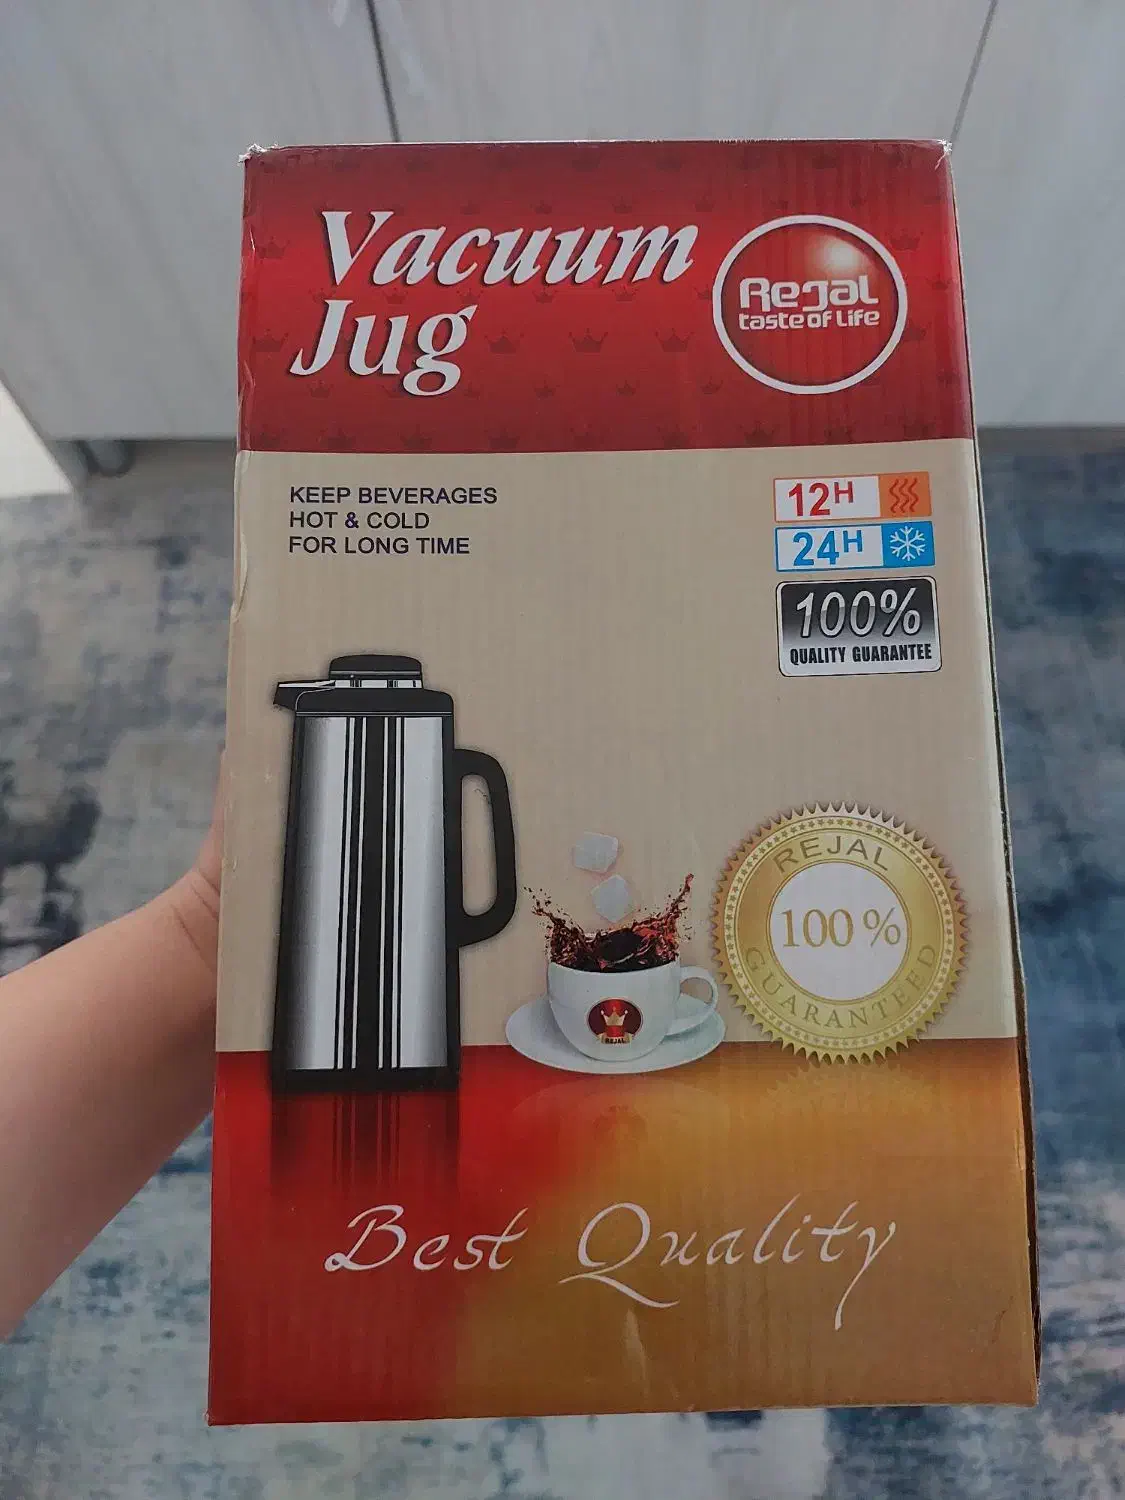 Vacuum
Jug
Rejal
taste of Life
KEEP BEVERAGES
HOT & COLD
FOR LONG TIME
12H
24H
100%
QUALITY GUARANTEE
REJAL
100 %
GUARANTEED
REJAL
Best Quality